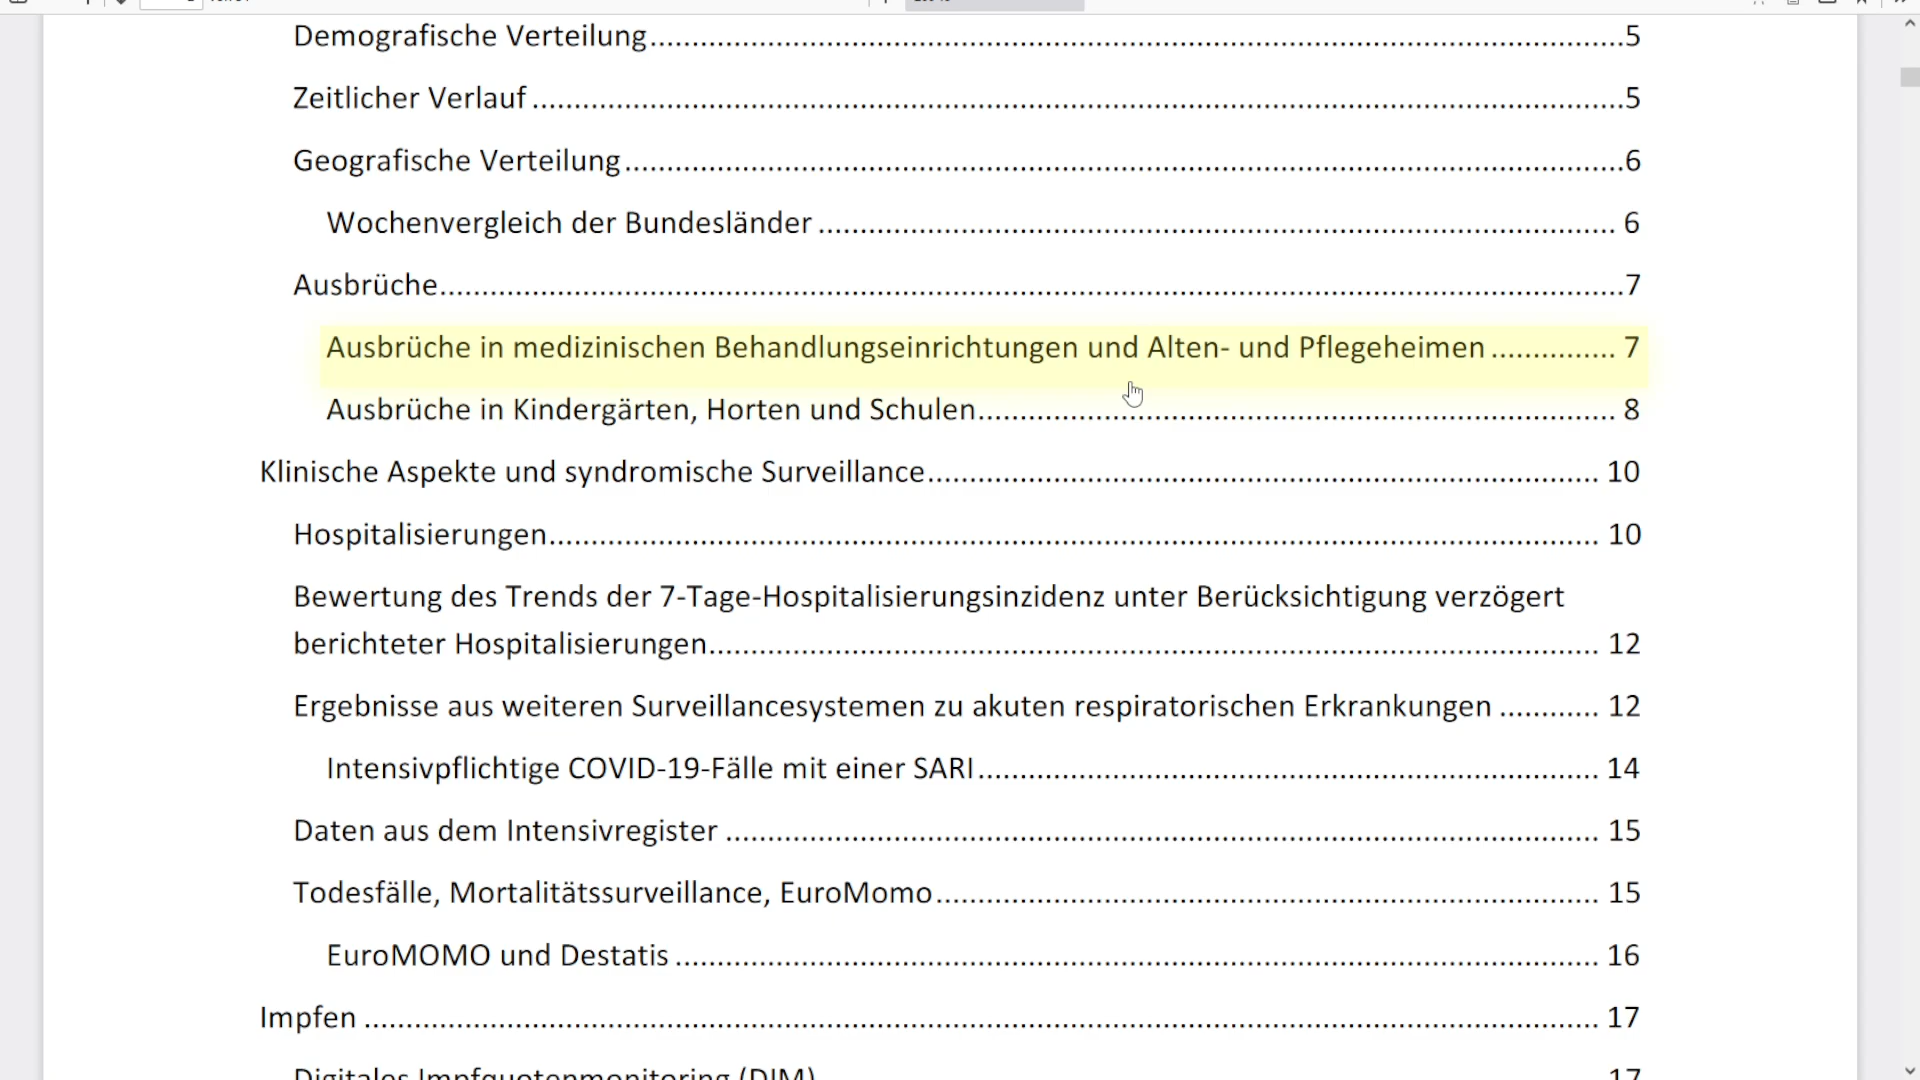 Demografische Verteilung........................................................5
Zeitlicher Verlauf........................................................5
Geografische Verteilung........................................................6
Wochenvergleich der Bundesländer........................................................6
Ausbrüche........................................................7
Ausbrüche in medizinischen Behandlungseinrichtungen und Alten- und Pflegeheimen............... 7
Ausbrüche in Kindergärten, Horten und Schulen........................................................ 8
Klinische Aspekte und syndromische Surveillance........................................................ 10
Hospitalisierungen........................................................ 10
Bewertung des Trends der 7-Tage-Hospitalisierungsinzidenz unter Berücksichtigung verzögert
berichteter Hospitalisierungen........................................................ 12
Ergebnisse aus weiteren Surveillancesystemen zu akuten respiratorischen Erkrankungen............ 12
Intensivpflichtige COVID-19-Fälle mit einer SARI........................................................ 14
Daten aus dem Intensivregister........................................................ 15
Todesfälle, Mortalitätssurveillance, EuroMomo........................................................ 15
EuroMOMO und Destatis........................................................ 16
Impfen........................................................ 17
Digitales Impfquotenmonitoring (DIM) 17